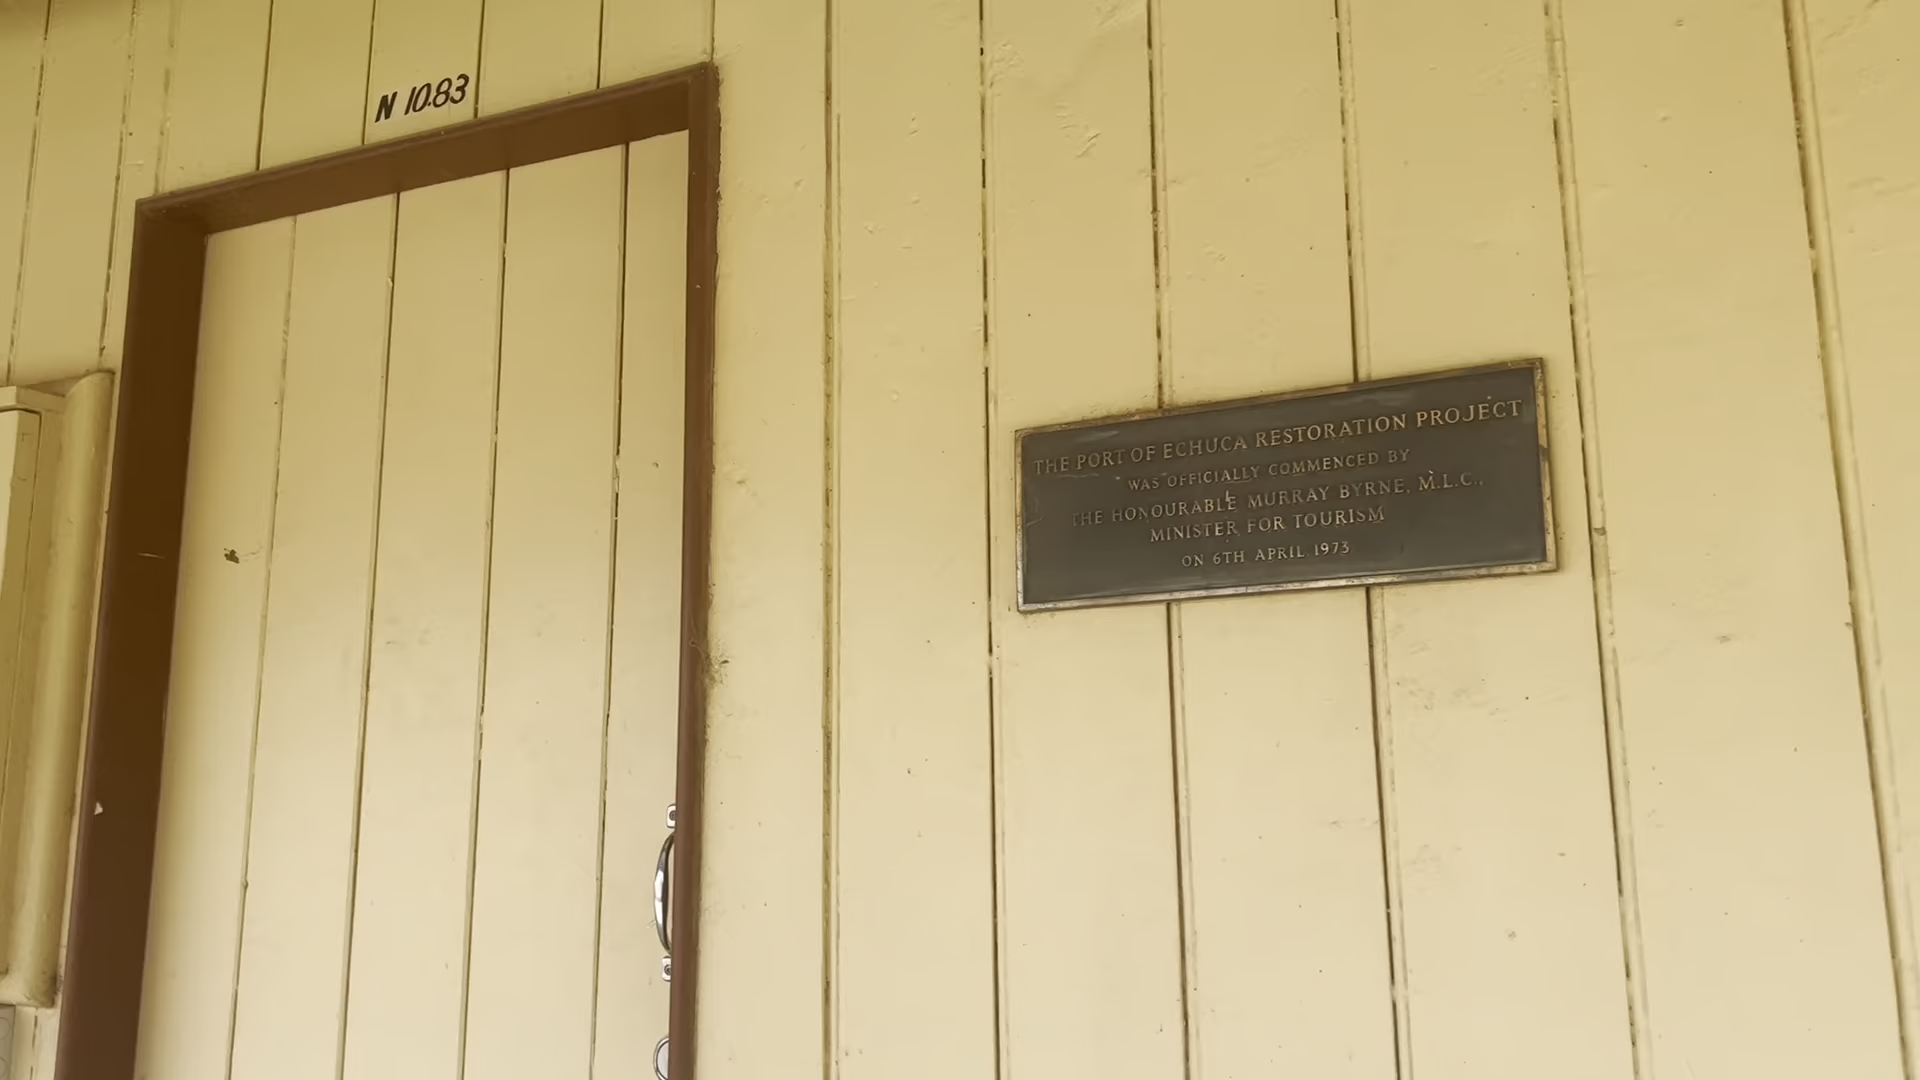 N 10.83
THE PORT OF ECHUCA RESTORATION PROJECT
WAS OFFICIALLY COMMENCED BY
THE HONOURABLE MURRAY BYRNE, M.L.C.,
MINISTER FOR TOURISM
ON 6TH APRIL 1973